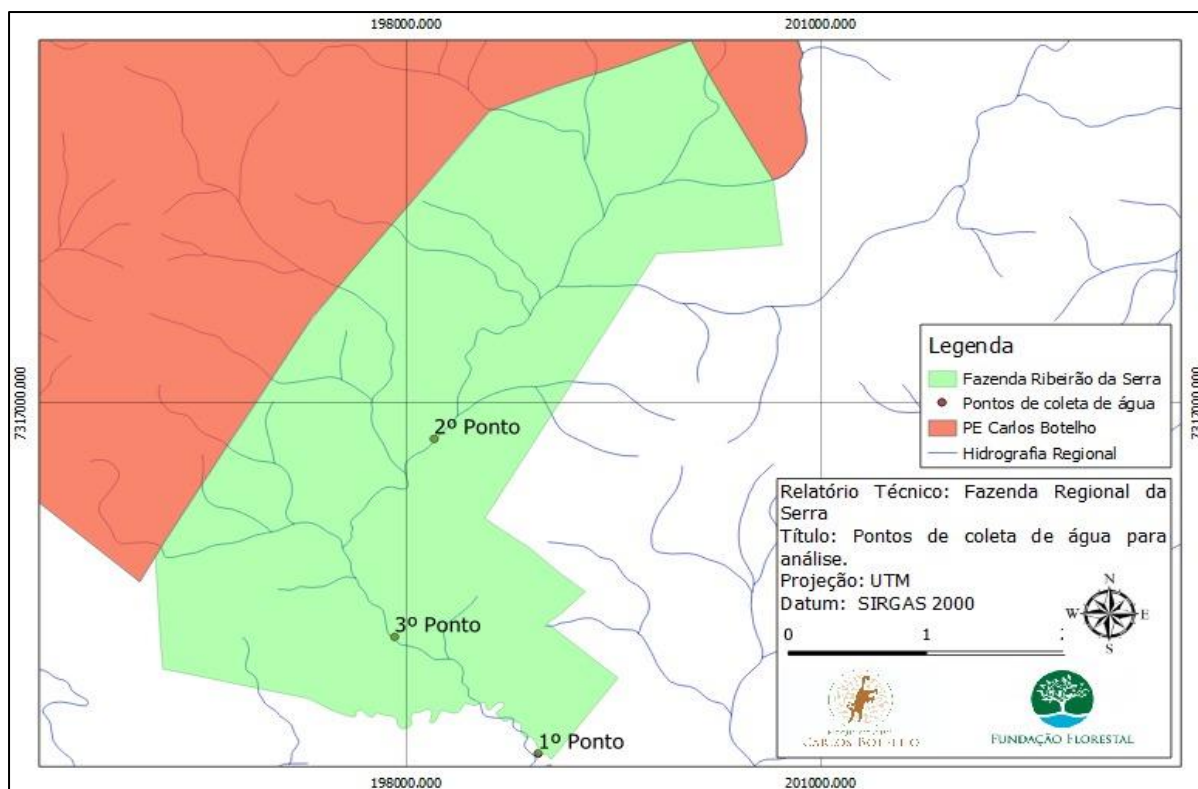 198000.000
201000.000
7317000.000
7317000.000
2º Ponto
3º Ponto
1º Ponto
Legenda
Fazenda Ribeirão da Serra
Pontos de coleta de água
PE Carlos Botelho
Hidrografia Regional
Relatório Técnico: Fazenda Regional da
Serra
Título: Pontos de coleta de água para
análise.
Projeção: UTM
Datum: SIRGAS 2000
N
W
E
S
0
1
CARLOS BOTELHO
FUNDAÇÃO FLORESTAL
198000.000
201000.000